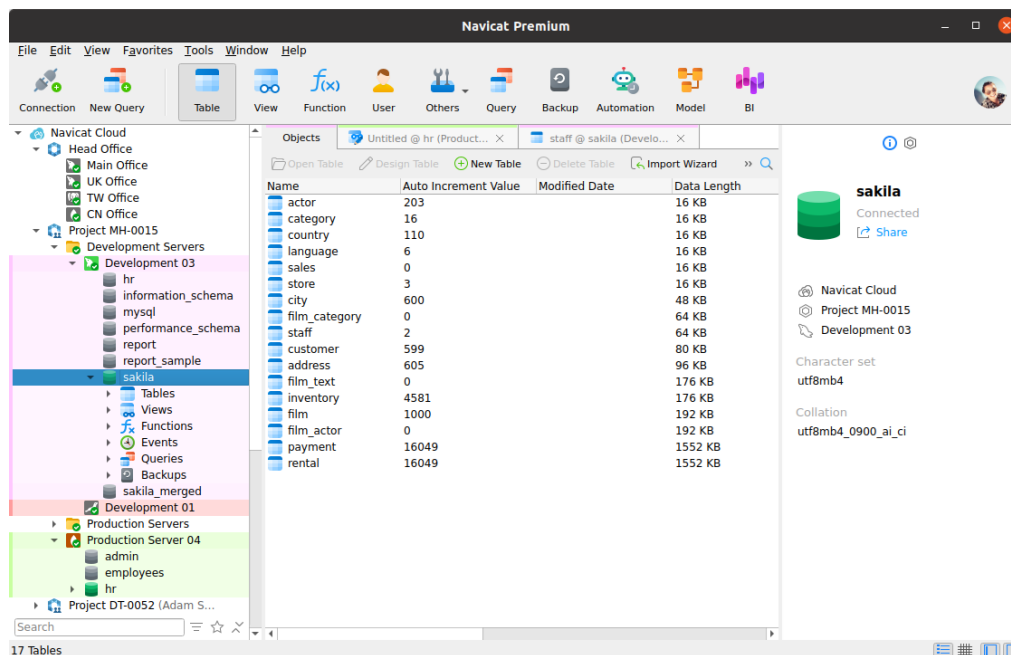 Navicat Premium
File Edit View Favorites Tools Window Help
Connection New Query Table View Function User Others Query Backup Automation Model BI
Navicat Cloud
Head Office
Main Office
UK Office
TW Office
CN Office
Project MH-0015
Development Servers
Development 03
hr
information_schema
mysql
performance_schema
report
report_sample
sakila
Tables
Views
Functions
Events
Queries
Backups
sakila_merged
Development 01
Production Servers
Production Server 04
admin
employees
hr
Project DT-0052 (Adam S...
Search
Objects Untitled @ hr (Product... staff @ sakila (Develo...
Open Table Design Table New Table Delete Table Import Wizard
Name Auto Increment Value Modified Date Data Length
actor 203 16 KB
category 16 16 KB
country 110 16 KB
language 6 16 KB
sales 0 16 KB
store 3 16 KB
city 600 48 KB
film_category 0 64 KB
staff 2 64 KB
customer 599 80 KB
address 605 96 KB
film_text 0 176 KB
inventory 4581 176 KB
film 1000 192 KB
film_actor 0 192 KB
payment 16049 1552 KB
rental 16049 1552 KB
sakila
Connected
Share
Navicat Cloud
Project MH-0015
Development 03
Character set
utf8mb4
Collation
utf8mb4_0900_ai_ci
17 Tables